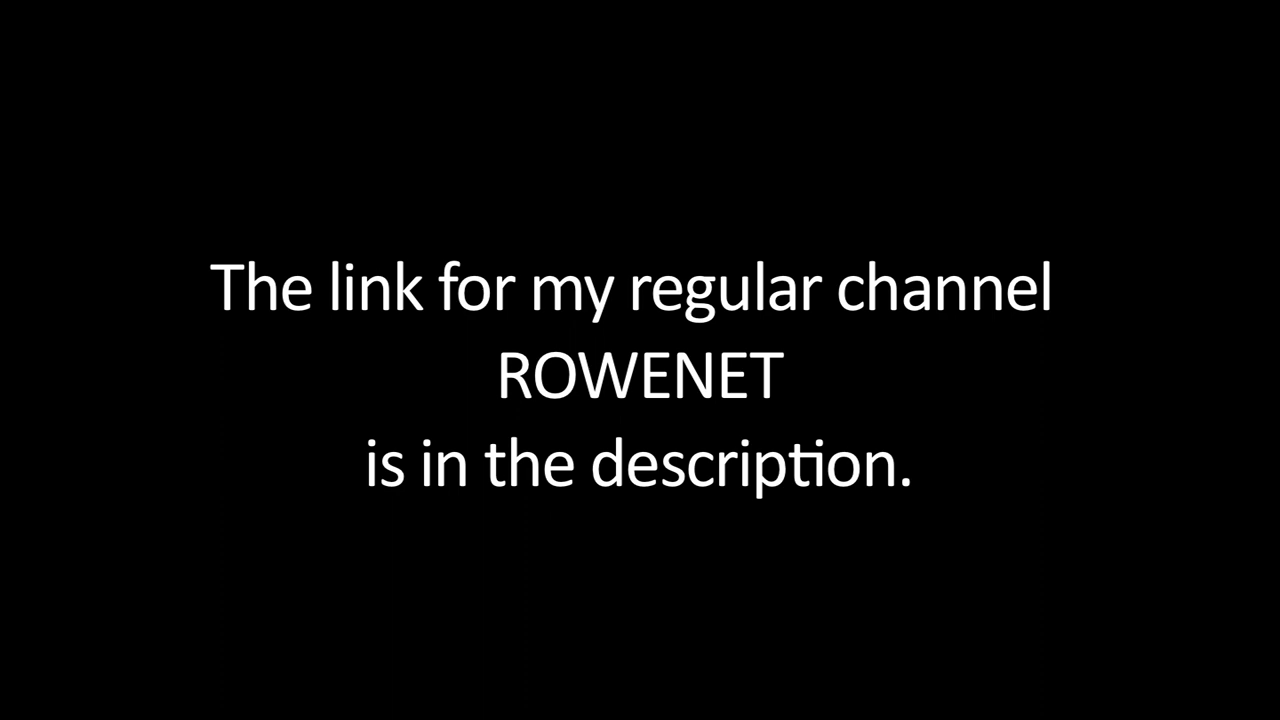 The link for my regular channel
ROWENET
is in the description.